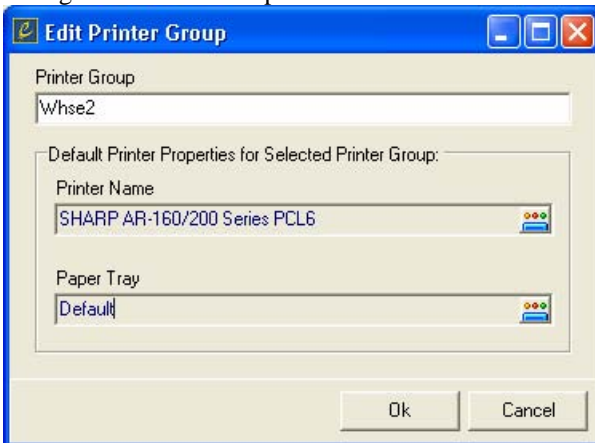 Edit Printer Group
Printer Group
Whse2
Default Printer Properties for Selected Printer Group:
Printer Name
SHARP AR-160/200 Series PCL6
Paper Tray
Default
Ok Cancel